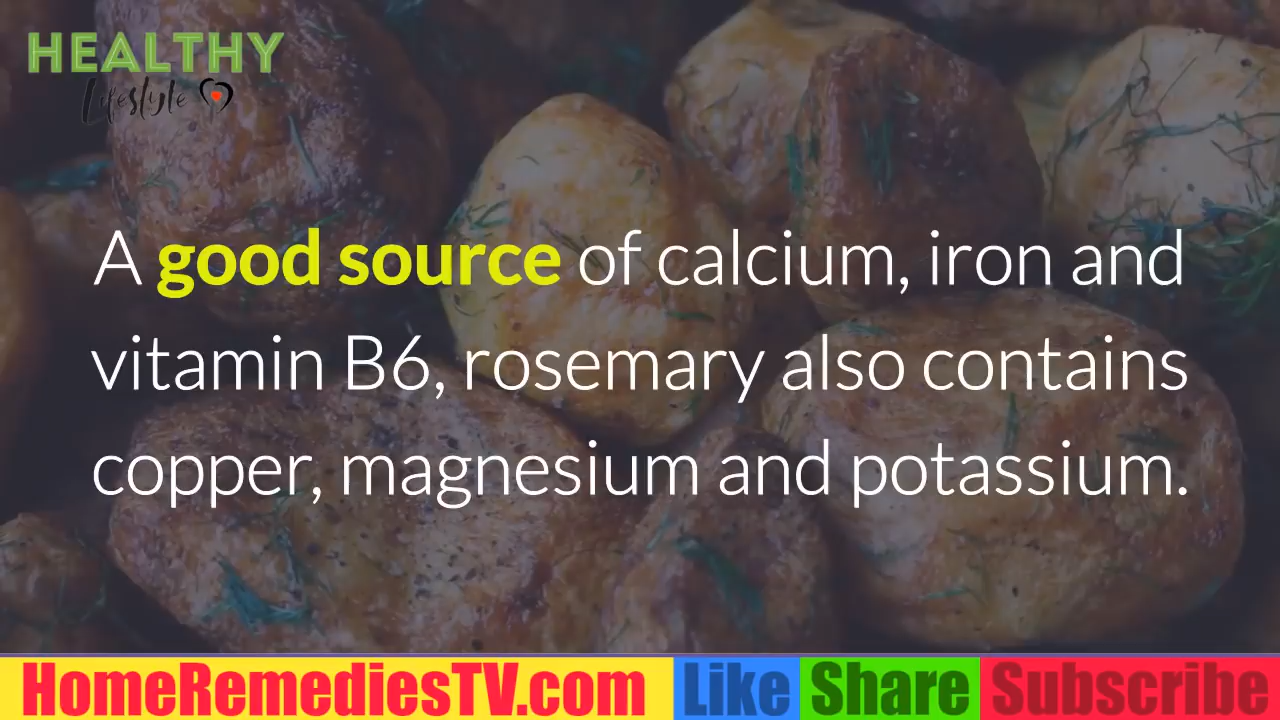 HEALTHY
Lifestyle
A good source of calcium, iron and
vitamin B6, rosemary also contains
copper, magnesium and potassium.
HomeRemediesTV.com Like Share Subscribe